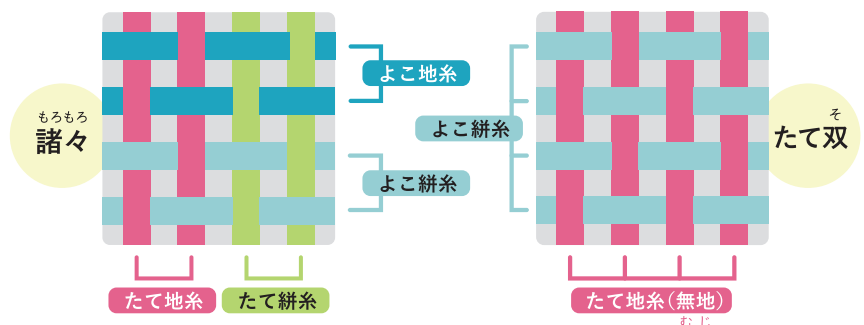 もろもろ
諸々
よこ地糸
よこ絣糸
たて地糸
たて絣糸
よこ絣糸
そ
たて双
たて地糸(無地)
むじ